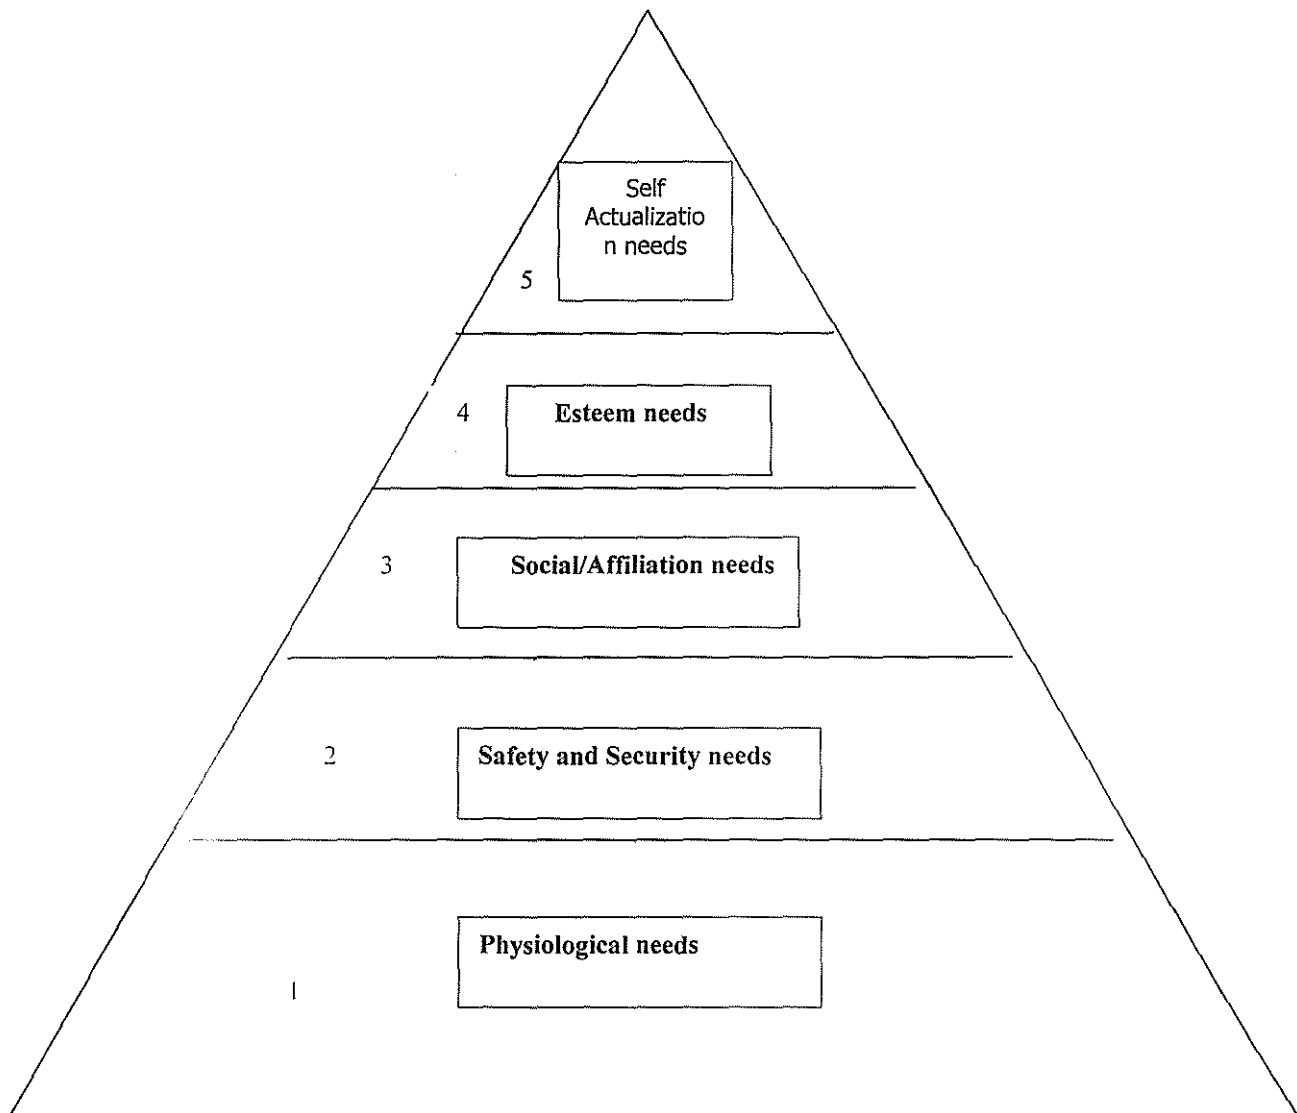 Self
Actualizatio
n needs
5
4
Esteem needs
3
Social/Affiliation needs
2
Safety and Security needs
Physiological needs
1